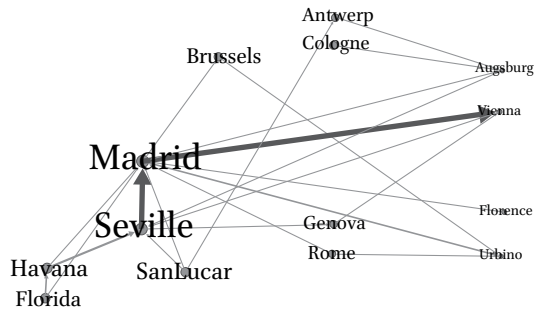 Antwerp
Cologne
Brussels
Augsburg
Vienna
Madrid
Florence
Seville
Genova
Rome
Urbino
Havana
SanLucar
Florida